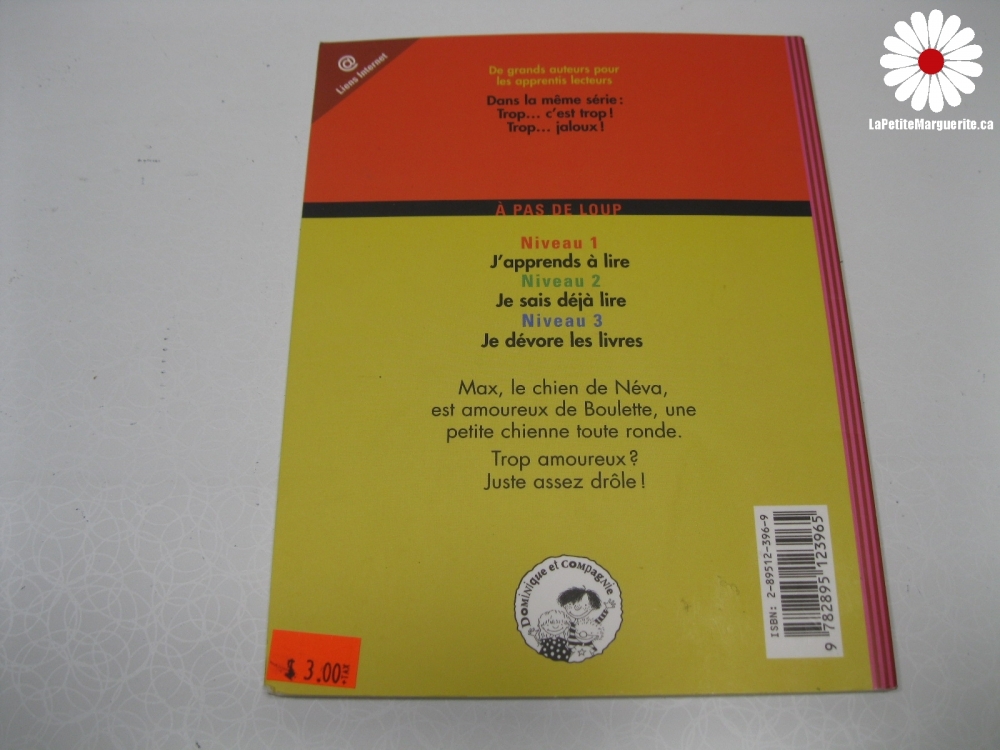 LaPetiteMarguerite.ca
@
Liens Internet
De grands auteurs pour
les apprentis lecteurs
Dans la même série :
Trop... c'est trop !
Trop... jaloux !
À PAS DE LOUP
Niveau 1
J'apprends à lire
Niveau 2
Je sais déjà lire
Niveau 3
Je dévore les livres
Max, le chien de Néva,
est amoureux de Boulette, une
petite chienne toute ronde.
Trop amoureux ?
Juste assez drôle !
Dominique et Compagnie
ISBN: 2-89512-396-9
9 782895 123965
$ 3.00 +TAX